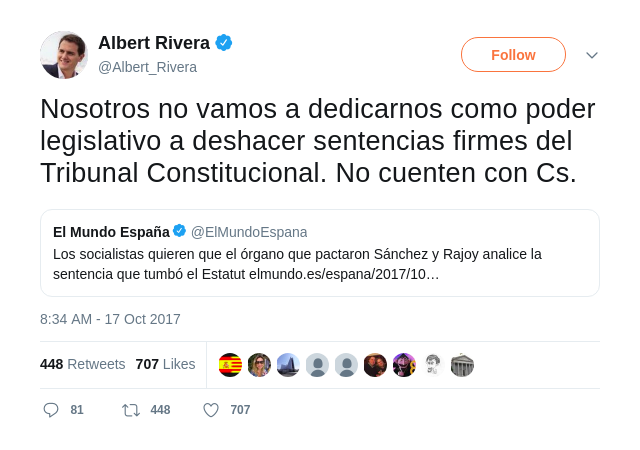 Albert Rivera
@Albert_Rivera
Follow
Nosotros no vamos a dedicarnos como poder
legislativo a deshacer sentencias firmes del
Tribunal Constitucional. No cuenten con Cs.
El Mundo España @ElMundoEspana
Los socialistas quieren que el órgano que pactaron Sánchez y Rajoy analice la
sentencia que tumbó el Estatut elmundo.es/espana/2017/10…
8:34 AM - 17 Oct 2017
448 Retweets 707 Likes
81 448 707